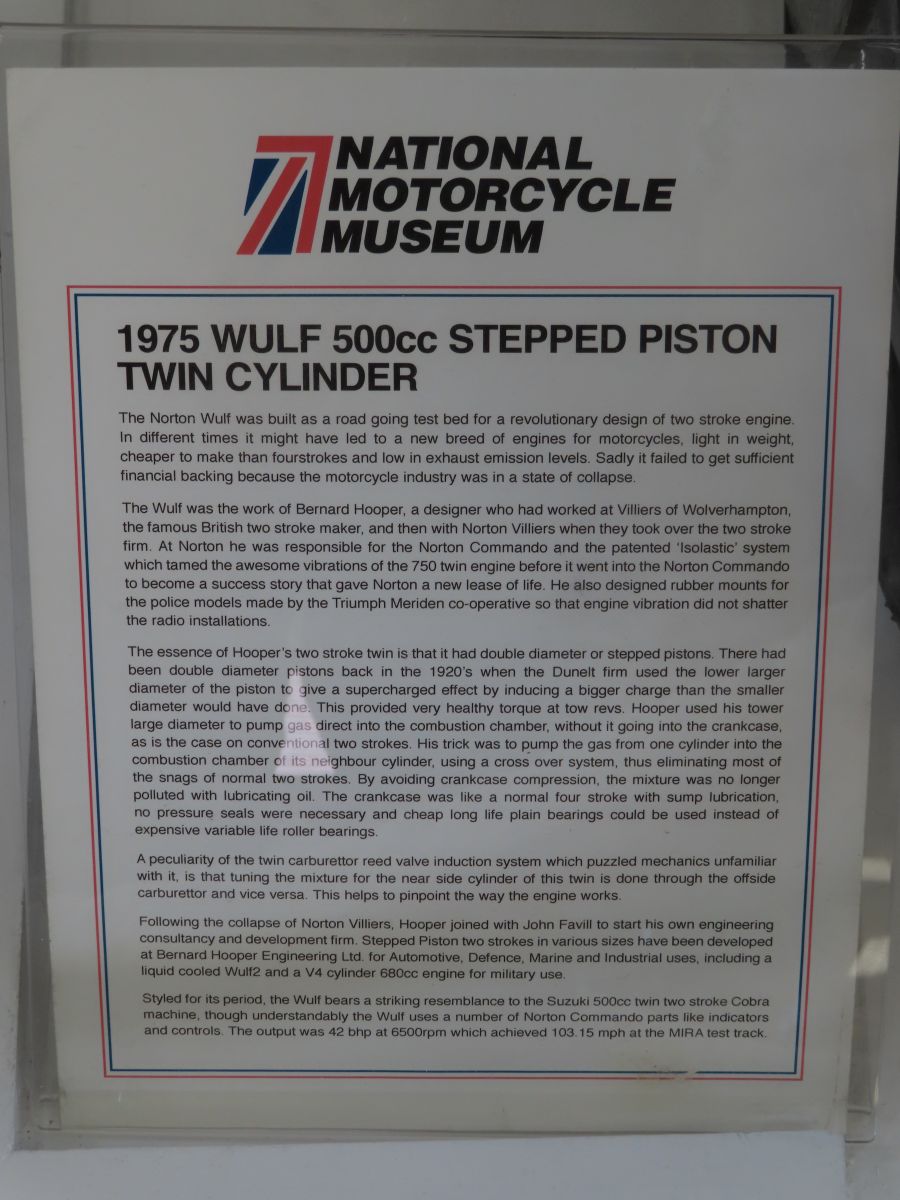 NATIONAL
MOTORCYCLE
MUSEUM
1975 WULF 500cc STEPPED PISTON
TWIN CYLINDER
The Norton Wulf was built as a road going test bed for a revolutionary design of two stroke engine.
In different times it might have led to a new breed of engines for motorcycles, light in weight,
cheaper to make than fourstrokes and low in exhaust emission levels. Sadly it failed to get sufficient
financial backing because the motorcycle industry was in a state of collapse.
The Wulf was the work of Bernard Hooper, a designer who had worked at Villiers of Wolverhampton,
the famous British two stroke maker, and then with Norton Villiers when they took over the two stroke
firm. At Norton he was responsible for the Norton Commando and the patented 'Isolastic' system
which tamed the awesome vibrations of the 750 twin engine before it went into the Norton Commando
to become a success story that gave Norton a new lease of life. He also designed rubber mounts for
the police models made by the Triumph Meriden co-operative so that engine vibration did not shatter
the radio installations.
The essence of Hooper's two stroke twin is that it had double diameter or stepped pistons. There had
been double diameter pistons back in the 1920's when the Dunelt firm used the lower larger
diameter of the piston to give a supercharged effect by inducing a bigger charge than the smaller
diameter would have done. This provided very healthy torque at tow revs. Hooper used his tower
large diameter to pump gas direct into the combustion chamber, without it going into the crankcase,
as is the case on conventional two strokes. His trick was to pump the gas from one cylinder into the
combustion chamber of its neighbour cylinder, using a cross over system, thus eliminating most of
the snags of normal two strokes. By avoiding crankcase compression, the mixture was no longer
polluted with lubricating oil. The crankcase was like a normal four stroke with sump lubrication,
no pressure seals were necessary and cheap long life plain bearings could be used instead of
expensive variable life roller bearings.
A peculiarity of the twin carburettor reed valve induction system which puzzled mechanics unfamiliar
with it, is that tuning the mixture for the near side cylinder of this twin is done through the offside
carburettor and vice versa. This helps to pinpoint the way the engine works.
Following the collapse of Norton Villiers, Hooper joined with John Favill to start his own engineering
consultancy and development firm. Stepped Piston two strokes in various sizes have been developed
at Bernard Hooper Engineering Ltd. for Automotive, Defence, Marine and Industrial uses, including a
liquid cooled Wulf2 and a V4 cylinder 680cc engine for military use.
Styled for its period, the Wulf bears a striking resemblance to the Suzuki 500cc twin two stroke Cobra
machine, though understandably the Wulf uses a number of Norton Commando parts like indicators
and controls. The output was 42 bhp at 6500rpm which achieved 103.15 mph at the MIRA test track.